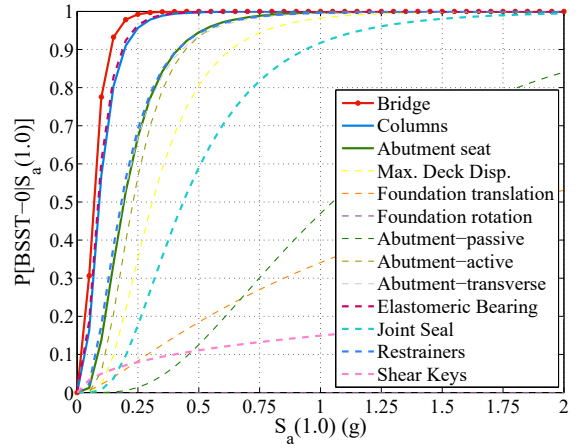 1
0.9
0.8
0.7
0.6
0.5
0.4
0.3
0.2
0.1
0
P[BSST−0|Sa(1.0)]
Bridge
Columns
Abutment seat
Max. Deck Disp.
Foundation translation
Foundation rotation
Abutment−passive
Abutment−active
Abutment−transverse
Elastomeric Bearing
Joint Seal
Restrainers
Shear Keys
0 0.25 0.5 0.75 1 1.25 1.5 1.75 2
Sa(1.0) (g)